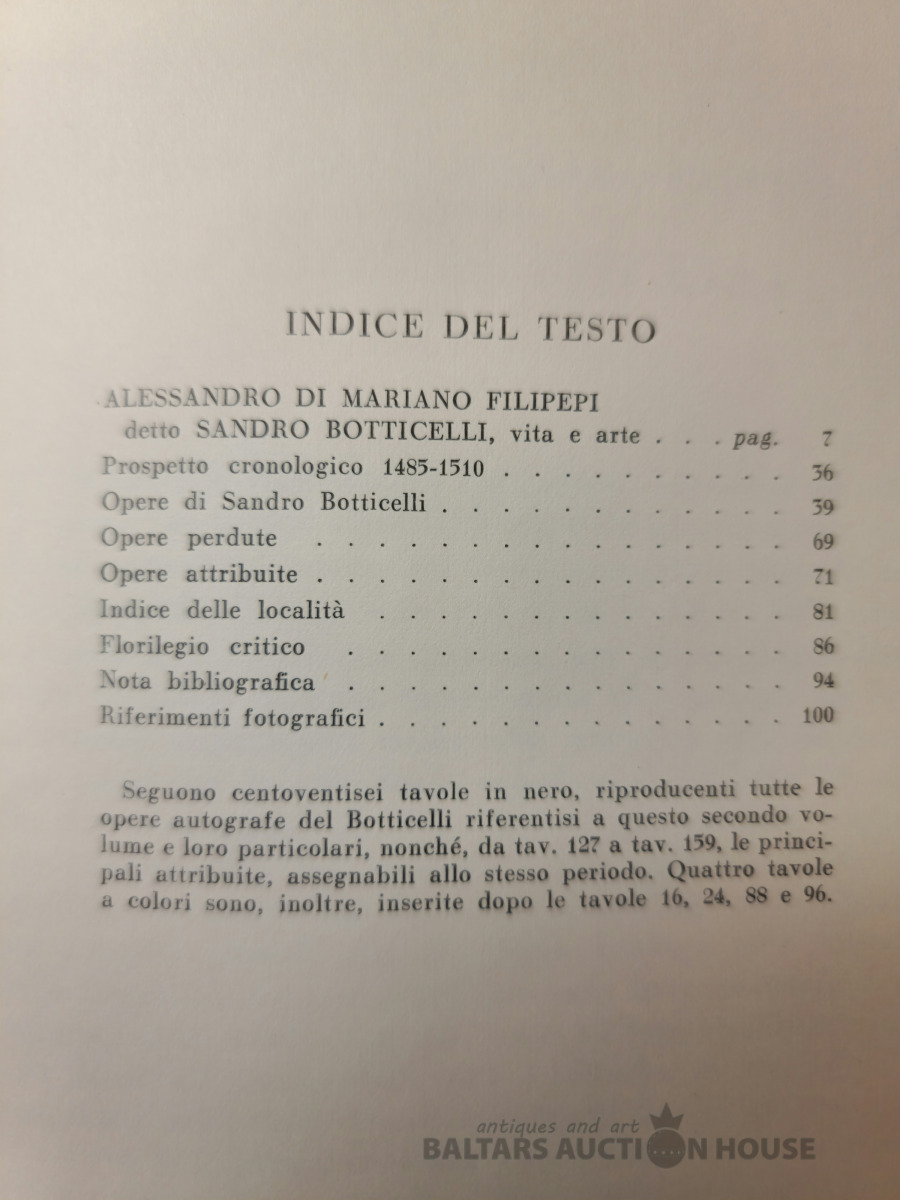 INDICE DEL TESTO
ALESSANDRO DI MARIANO FILIPEPI
detto SANDRO BOTTICELLI, vita e arte . . . pag. 7
Prospetto cronologico 1485-1510 . . . . . . . . . . 36
Opere di Sandro Botticelli . . . . . . . . . . . . 39
Opere perdute . . . . . . . . . . . . . . . . 69
Opere attribuite . . . . . . . . . . . . . . . . 71
Indice delle località . . . . . . . . . . . . . . 81
Florilegio critico . . . . . . . . . . . . . . . 86
Nota bibliografica . . . . . . . . . . . . . . . 94
Riferimenti fotografici . . . . . . . . . . . . . . 100
Seguono centoventisei tavole in nero, riproducenti tutte le
opere autografe del Botticelli riferentisi a questo secondo vo-
lume e loro particolari, nonché, da tav. 127 a tav. 159, le princi-
pali attribuite, assegnabili allo stesso periodo. Quattro tavole
a colori sono, inoltre, inserite dopo le tavole 16, 24, 88 e 96.
antiques and art
BALTARS AUCTION HOUSE